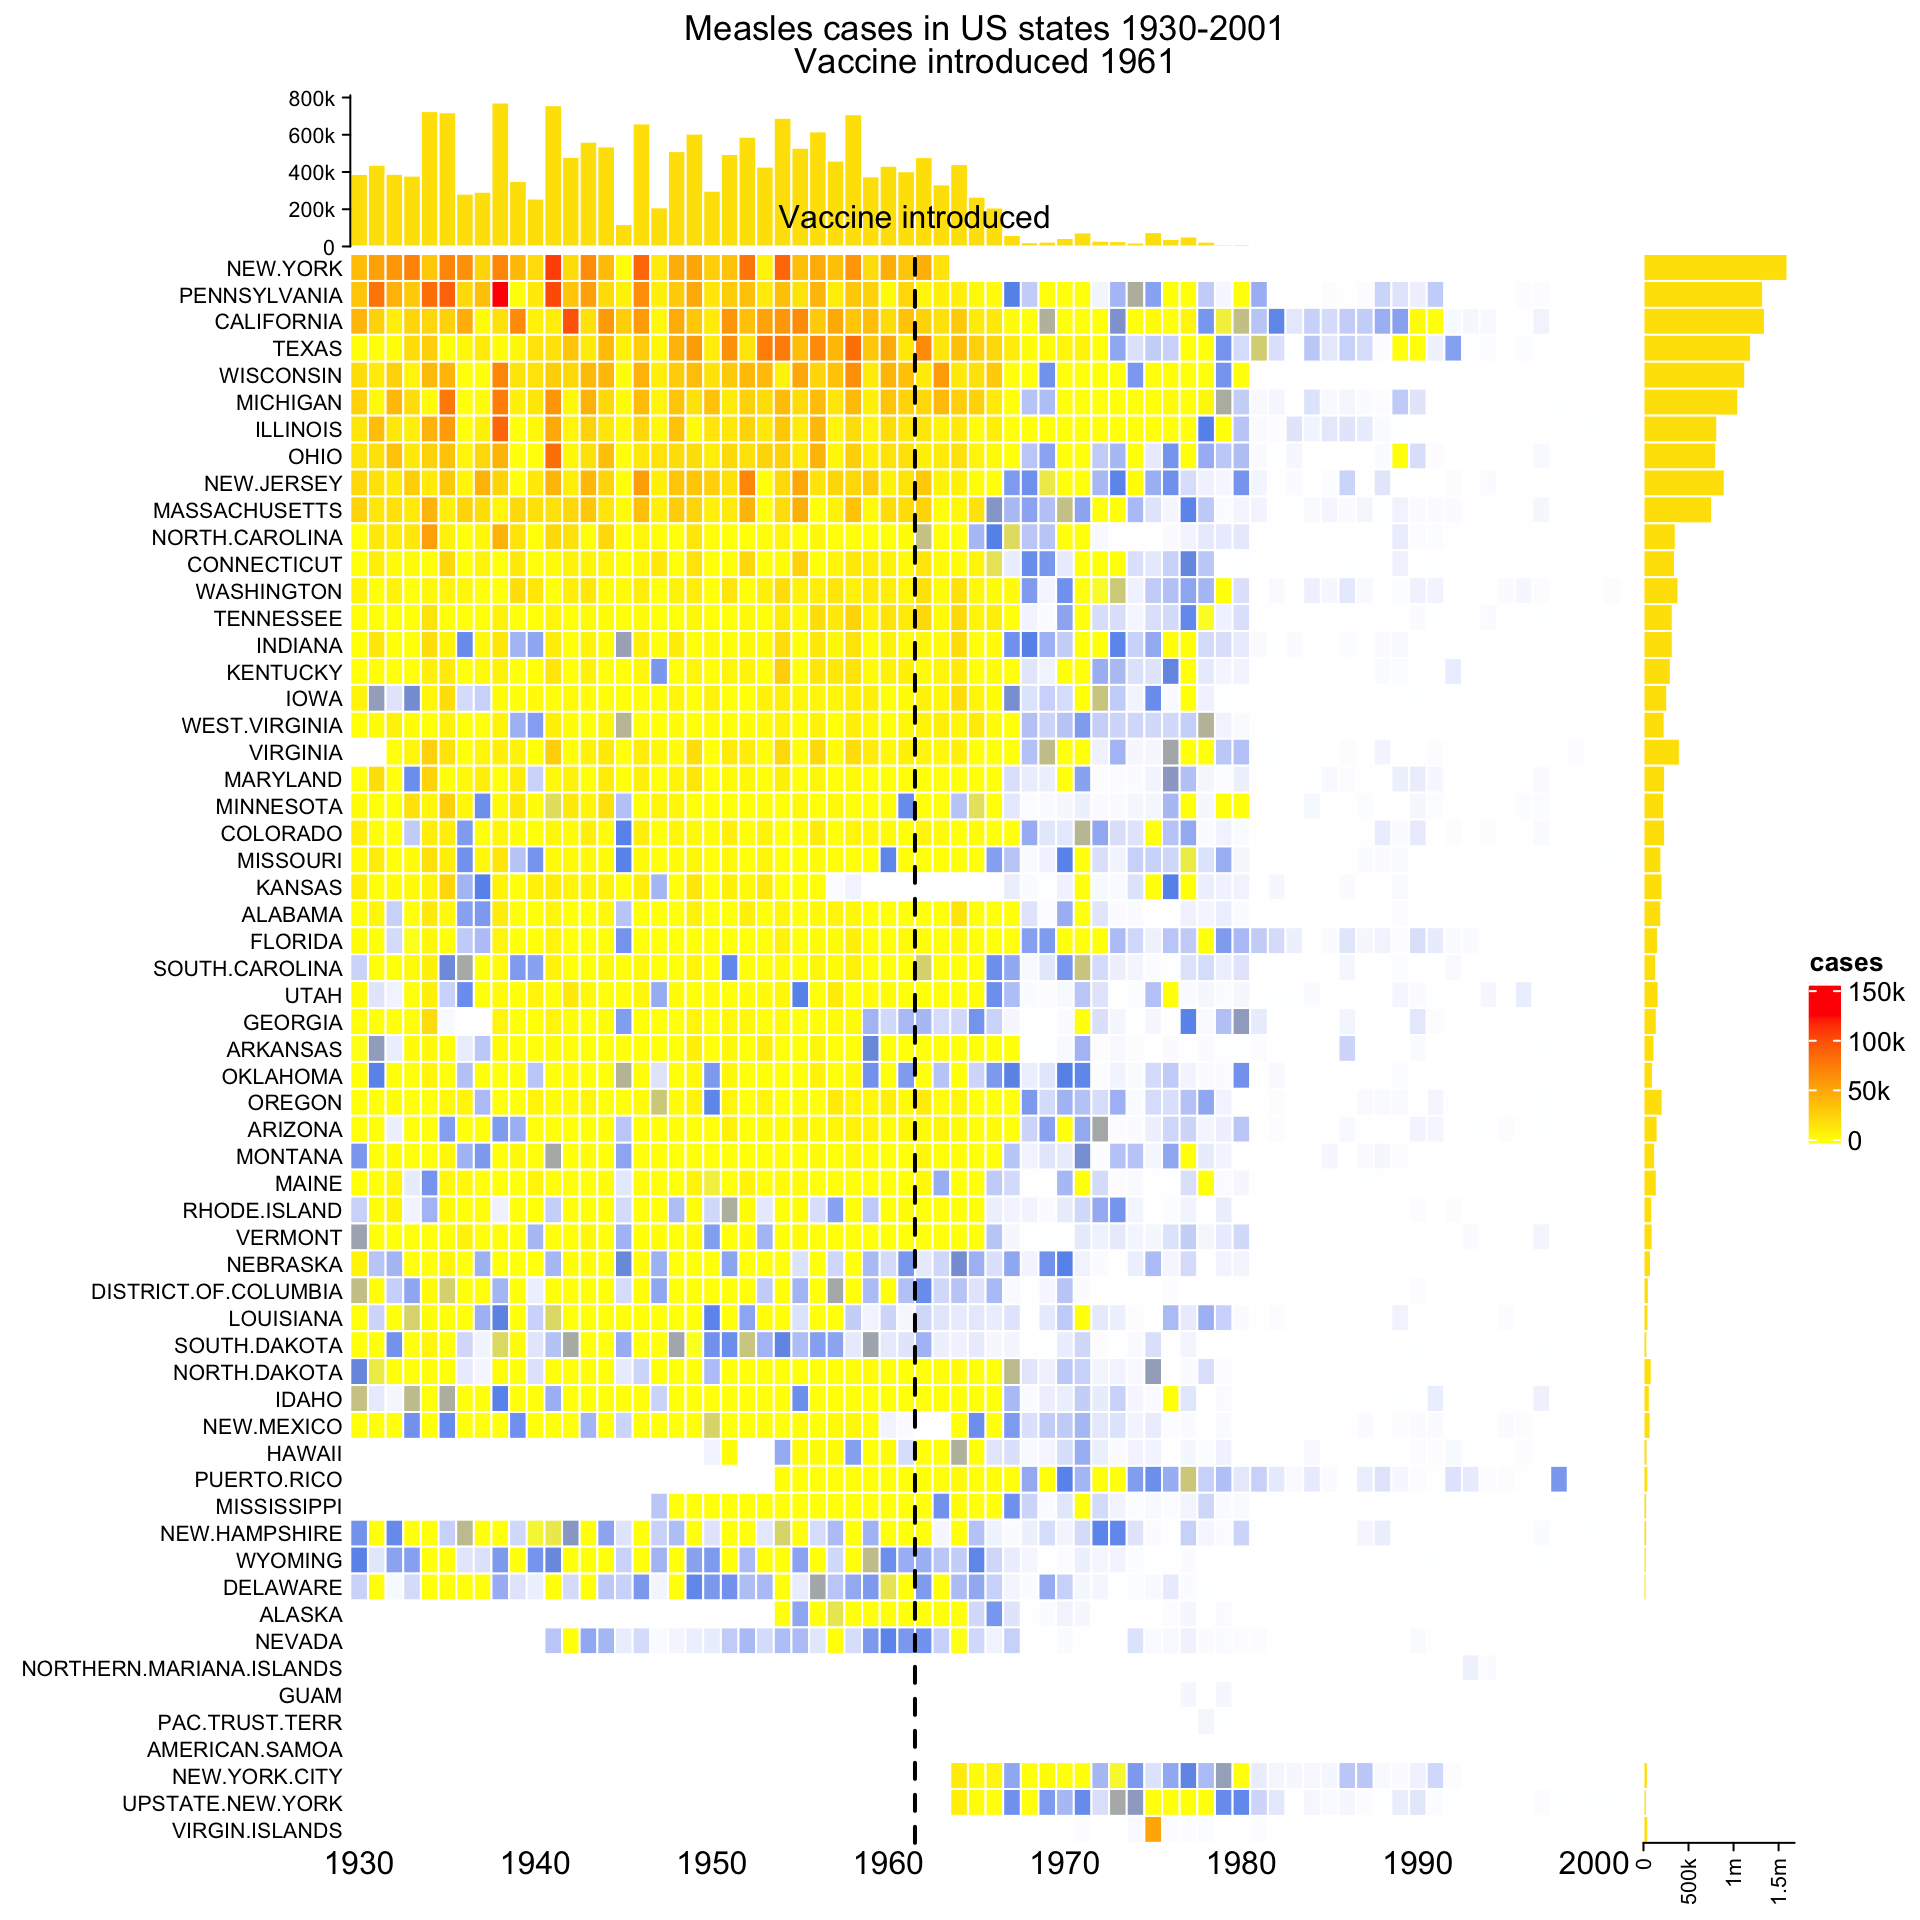 Measles cases in US states 1930-2001
Vaccine introduced 1961
800k
600k
400k
200k
0
Vaccine introduced
NEW.YORK
PENNSYLVANIA
CALIFORNIA
TEXAS
WISCONSIN
MICHIGAN
ILLINOIS
OHIO
NEW.JERSEY
MASSACHUSETTS
NORTH.CAROLINA
CONNECTICUT
WASHINGTON
TENNESSEE
INDIANA
KENTUCKY
IOWA
WEST.VIRGINIA
VIRGINIA
MARYLAND
MINNESOTA
COLORADO
MISSOURI
KANSAS
ALABAMA
FLORIDA
SOUTH.CAROLINA
UTAH
GEORGIA
ARKANSAS
OKLAHOMA
OREGON
ARIZONA
MONTANA
MAINE
RHODE.ISLAND
VERMONT
NEBRASKA
DISTRICT.OF.COLUMBIA
LOUISIANA
SOUTH.DAKOTA
NORTH.DAKOTA
IDAHO
NEW.MEXICO
HAWAII
PUERTO.RICO
MISSISSIPPI
NEW.HAMPSHIRE
WYOMING
DELAWARE
ALASKA
NEVADA
NORTHERN.MARIANA.ISLANDS
GUAM
PAC.TRUST.TERR
AMERICAN.SAMOA
NEW.YORK.CITY
UPSTATE.NEW.YORK
VIRGIN.ISLANDS
1930 1940 1950 1960 1970 1980 1990 2000
0 500k 1m 1.5m
cases
150k
100k
50k
0